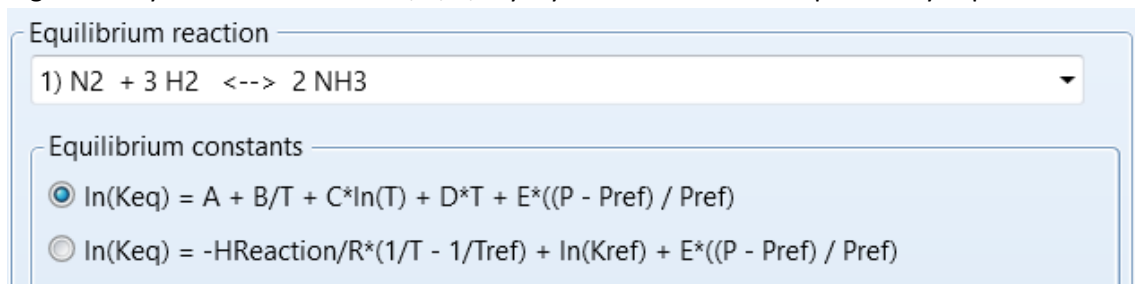 Equilibrium reaction
1) N2 + 3 H2 <--> 2 NH3
Equilibrium constants
ln(Keq) = A + B/T + C*ln(T) + D*T + E*((P - Pref) / Pref)
ln(Keq) = -HReaction/R*(1/T - 1/Tref) + ln(Kref) + E*((P - Pref) / Pref)